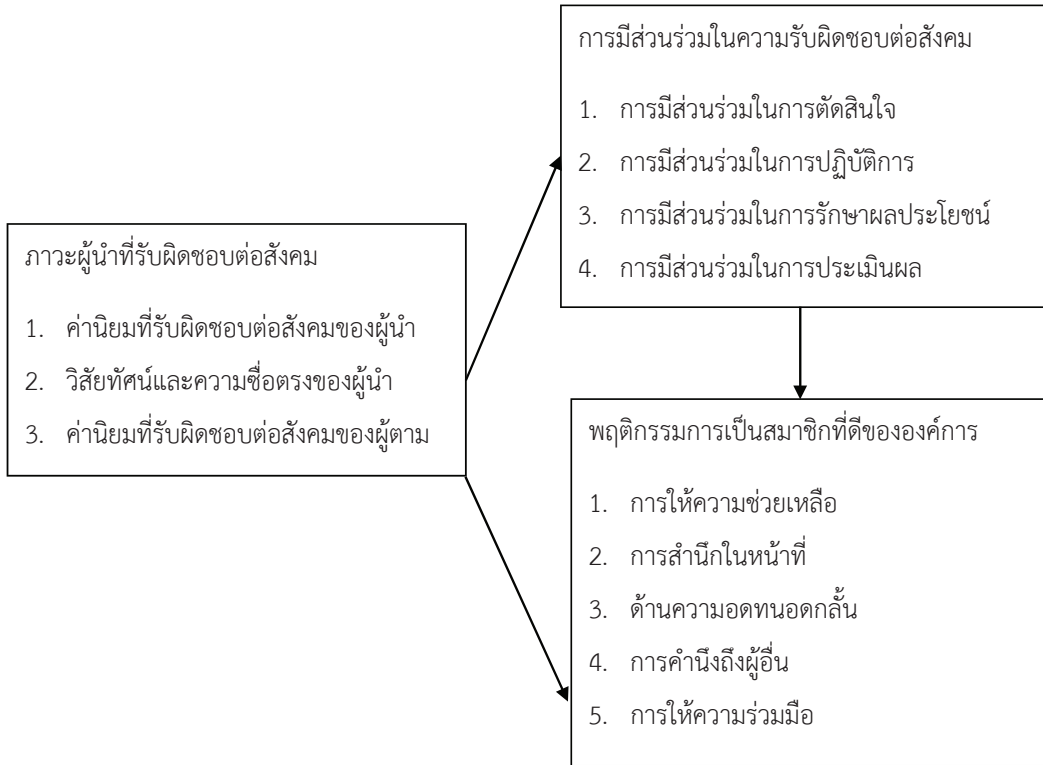 การมีส่วนร่วมในความรับผิดชอบต่อสังคม
1. การมีส่วนร่วมในการตัดสินใจ
2. การมีส่วนร่วมในการปฏิบัติการ
3. การมีส่วนร่วมในการรักษาผลประโยชน์
4. การมีส่วนร่วมในการประเมินผล
ภาวะผู้นำที่รับผิดชอบต่อสังคม
1. ค่านิยมที่รับผิดชอบต่อสังคมของผู้นำ
2. วิสัยทัศน์และความซื่อตรงของผู้นำ
3. ค่านิยมที่รับผิดชอบต่อสังคมของผู้ตาม
พฤติกรรมการเป็นสมาชิกที่ดีขององค์การ
1. การให้ความช่วยเหลือ
2. การสำนึกในหน้าที่
3. ด้านความอดทนอดกลั้น
4. การคำนึงถึงผู้อื่น
5. การให้ความร่วมมือ